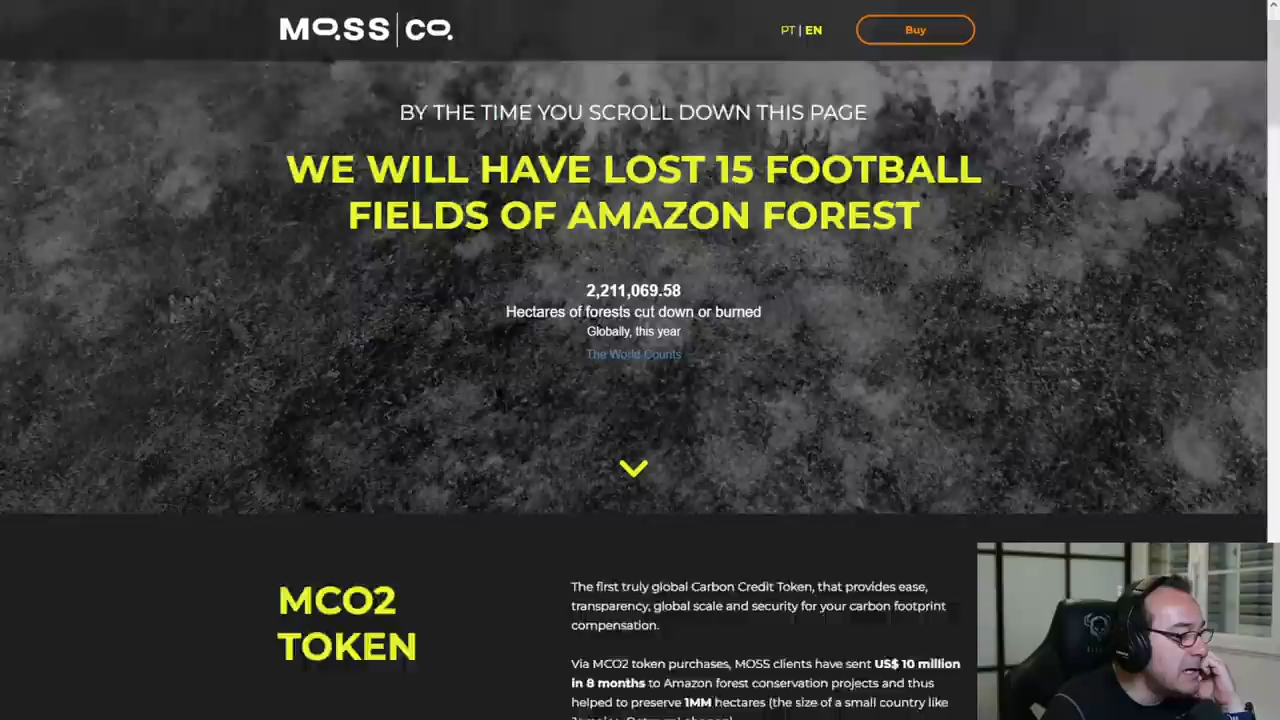 MOSS CO.
PT | EN
Buy
BY THE TIME YOU SCROLL DOWN THIS PAGE
WE WILL HAVE LOST 15 FOOTBALL
FIELDS OF AMAZON FOREST
2,211,069.58
Hectares of forests cut down or burned
Globally, this year
The World Counts
MCO2
TOKEN
The first truly global Carbon Credit Token, that provides ease,
transparency, global scale and security for your carbon footprint
compensation.
Via MCO2 token purchases, MOSS clients have sent US$ 10 million
in 8 months to Amazon forest conservation projects and thus
helped to preserve 1MM hectares (the size of a small country like